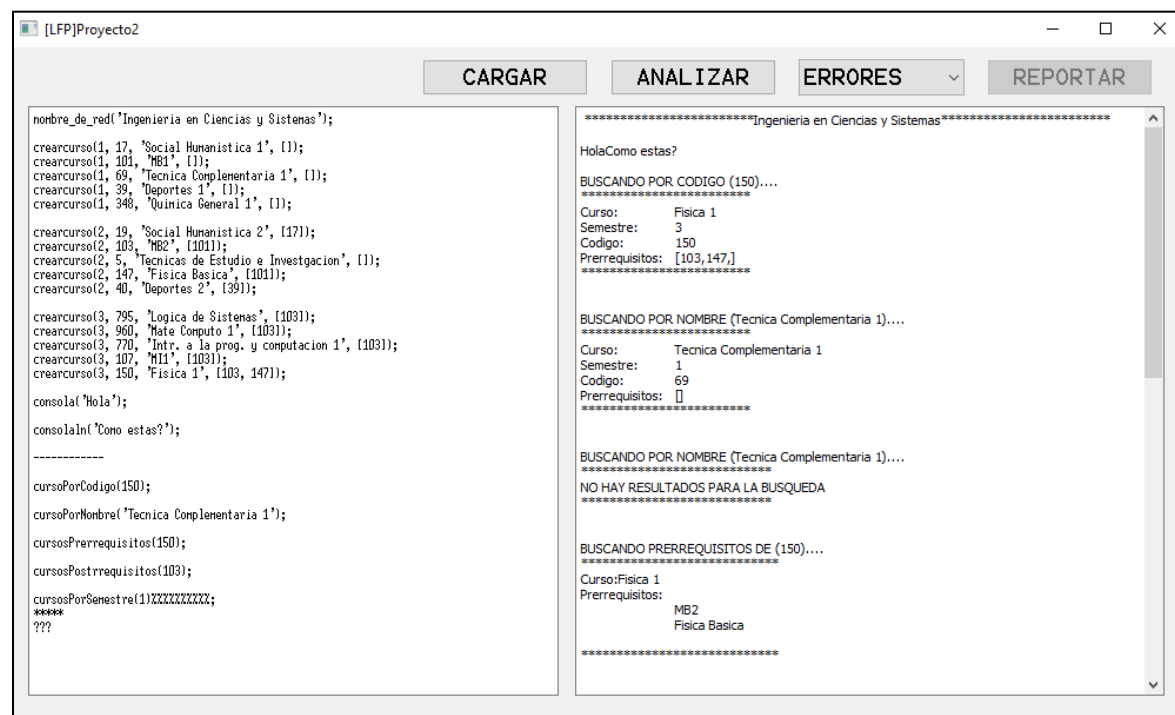 [LFP]Proyecto2
CARGAR
ANALIZAR
ERRORES
REPORTAR
nombre_de_red('Ingenieria en Ciencias y Sistemas');
crearcurso(1, 17, 'Social Humanistica 1', []);
crearcurso(1, 101, 'MB1', []);
crearcurso(1, 69, 'Tecnica Complementaria 1', []);
crearcurso(1, 39, 'Deportes 1', []);
crearcurso(1, 348, 'Quimica General 1', []);
crearcurso(2, 19, 'Social Humanistica 2', [17]);
crearcurso(2, 103, 'MB2', [101]);
crearcurso(2, 5, 'Tecnicas de Estudio e Investgacion', []);
crearcurso(2, 147, 'Fisica Basica', [101]);
crearcurso(2, 40, 'Deportes 2', [39]);
crearcurso(3, 795, 'Logica de Sistemas', [103]);
crearcurso(3, 960, 'Mate Computo 1', [103]);
crearcurso(3, 770, 'Intr. a la prog. y computacion 1', [103]);
crearcurso(3, 107, 'MI1', [103]);
crearcurso(3, 150, 'Fisica 1', [103, 147]);
consola('Hola');
consolaln('Como estas?');
------------
cursoPorCodigo(150);
cursoPorNombre('Tecnica Complementaria 1');
cursosPrerrequisitos(150);
cursosPostrrequisitos(103);
cursosPorSemestre(1)%%%%%%%%%%;
*****
???
************************Ingenieria en Ciencias y Sistemas************************
HolaComo estas?
BUSCANDO POR CODIGO (150)....
************************
Curso: Fisica 1
Semestre: 3
Codigo: 150
Prerrequisitos: [103,147,]
************************
BUSCANDO POR NOMBRE (Tecnica Complementaria 1)....
************************
Curso: Tecnica Complementaria 1
Semestre: 1
Codigo: 69
Prerrequisitos: []
************************
BUSCANDO POR NOMBRE (Tecnica Complementaria 1)....
***************************
NO HAY RESULTADOS PARA LA BUSQUEDA
***************************
BUSCANDO PRERREQUISITOS DE (150)....
****************************
Curso:Fisica 1
Prerrequisitos:
MB2
Fisica Basica
****************************